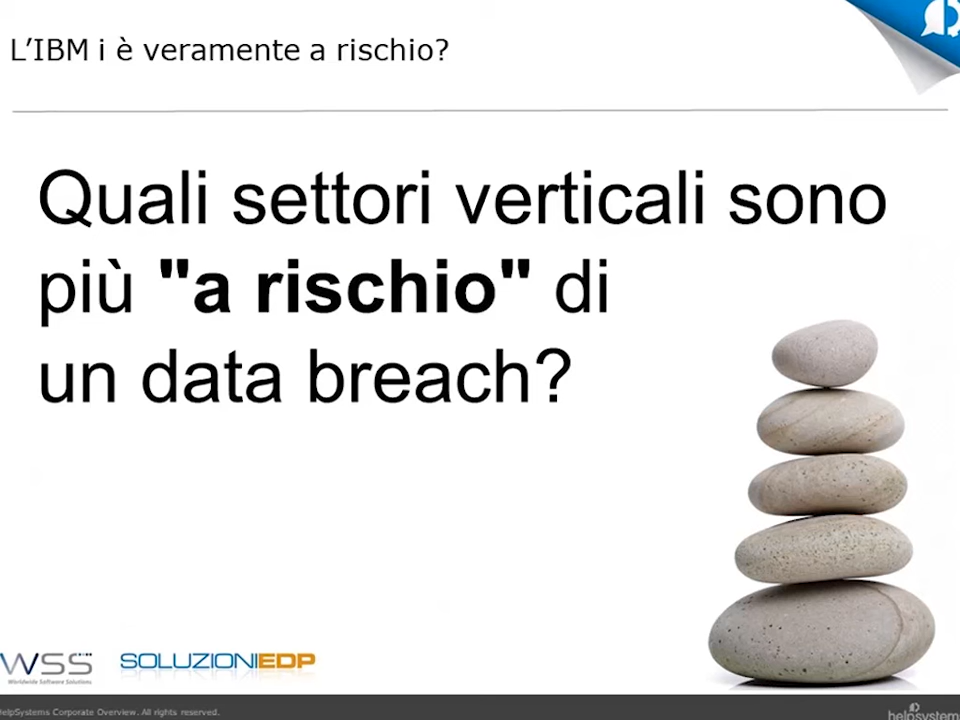 L'IBM i è veramente a rischio?
Quali settori verticali sono
più "a rischio" di
un data breach?
WSS
Worldwide Software Solutions
SOLUZIONIEDP
HelpSystems Corporate Overview. All rights reserved.
helpsystems